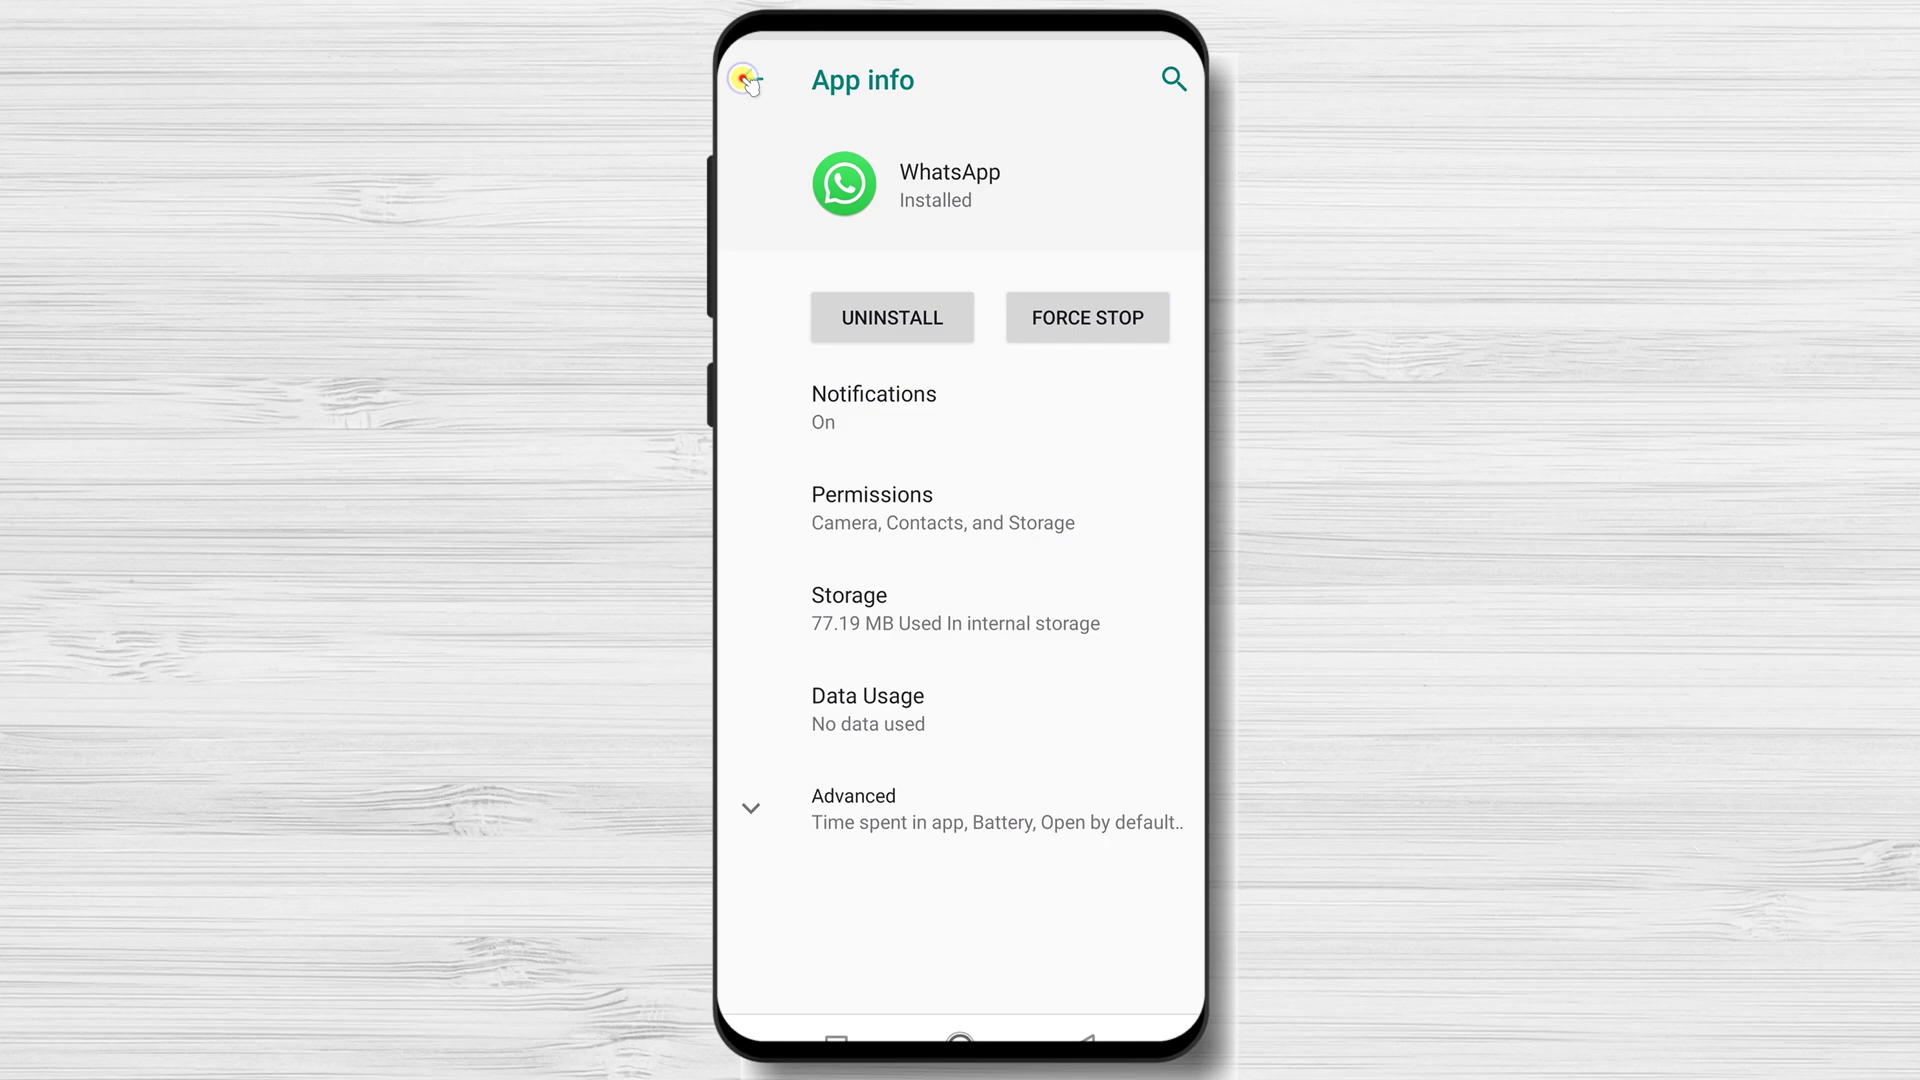 App info
WhatsApp
Installed
UNINSTALL
FORCE STOP
Notifications
On
Permissions
Camera, Contacts, and Storage
Storage
77.19 MB Used In internal storage
Data Usage
No data used
Advanced
Time spent in app, Battery, Open by default..